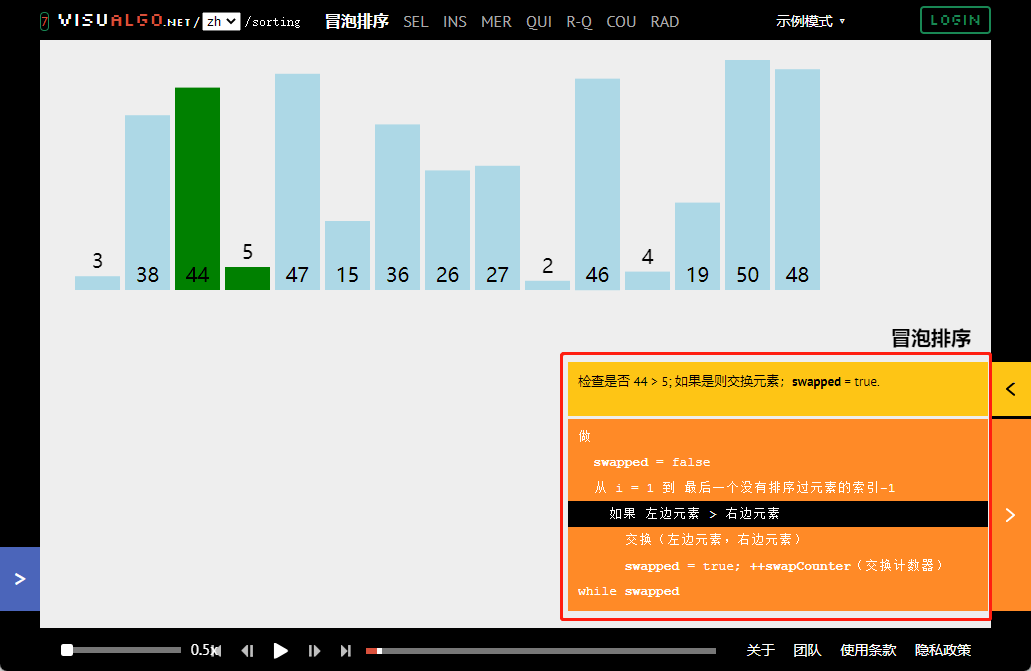 7 VISUALGO.NET/ zh /sorting 冒泡排序 SEL INS MER QUI R-Q COU RAD 示例模式 ▾ LOGIN
3 38 44 5 47 15 36 26 27 2 46 4 19 50 48
冒泡排序
检查是否 44 > 5; 如果是则交换元素；swapped = true.
做
swapped = false
从 i = 1 到 最后一个没有排序过元素的索引-1
如果 左边元素 > 右边元素
交换（左边元素，右边元素）
swapped = true; ++swapCounter（交换计数器）
while swapped
0.5x 关于 团队 使用条款 隐私政策